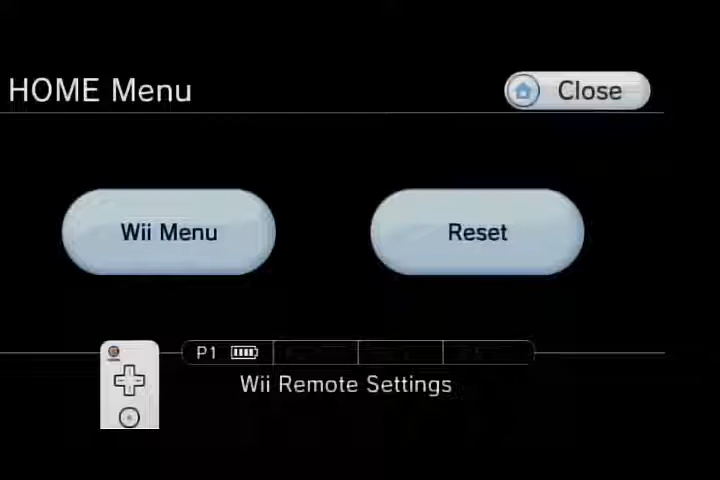 HOME Menu
Close
Wii Menu
Reset
P1
Wii Remote Settings